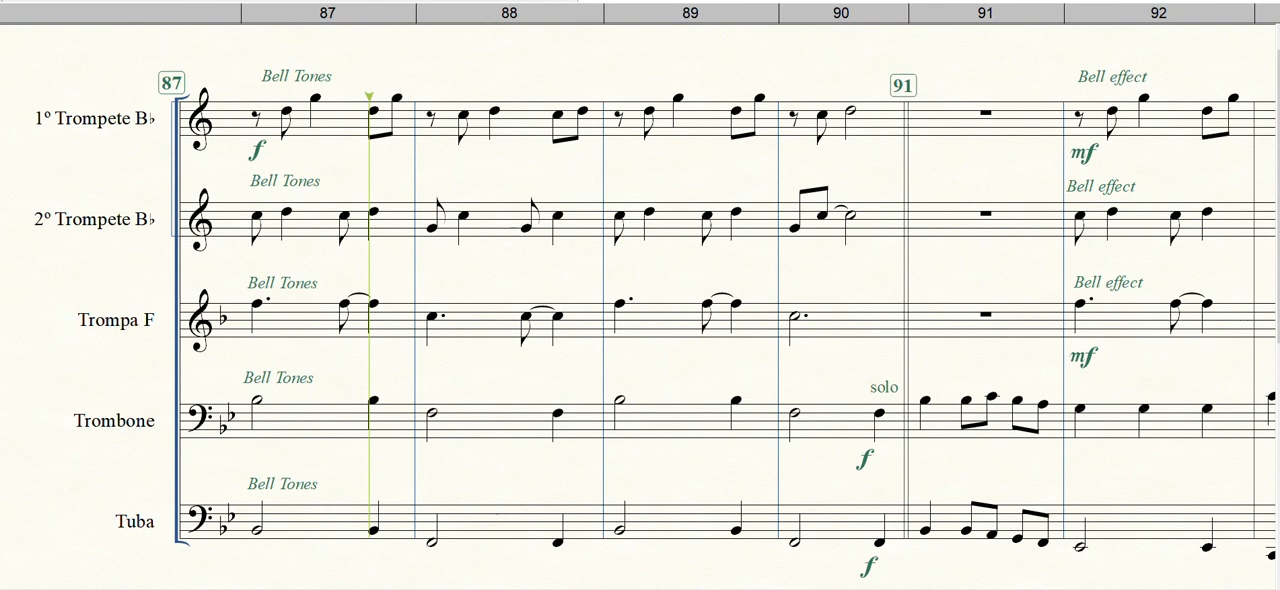 87 88 89 90 91 92
87 Bell Tones 91 Bell effect
1º Trompete B♭
f mf
Bell Tones Bell effect
2º Trompete B♭
Bell Tones Bell effect
Trompa F
mf
Bell Tones solo
Trombone
f
Bell Tones
Tuba
f